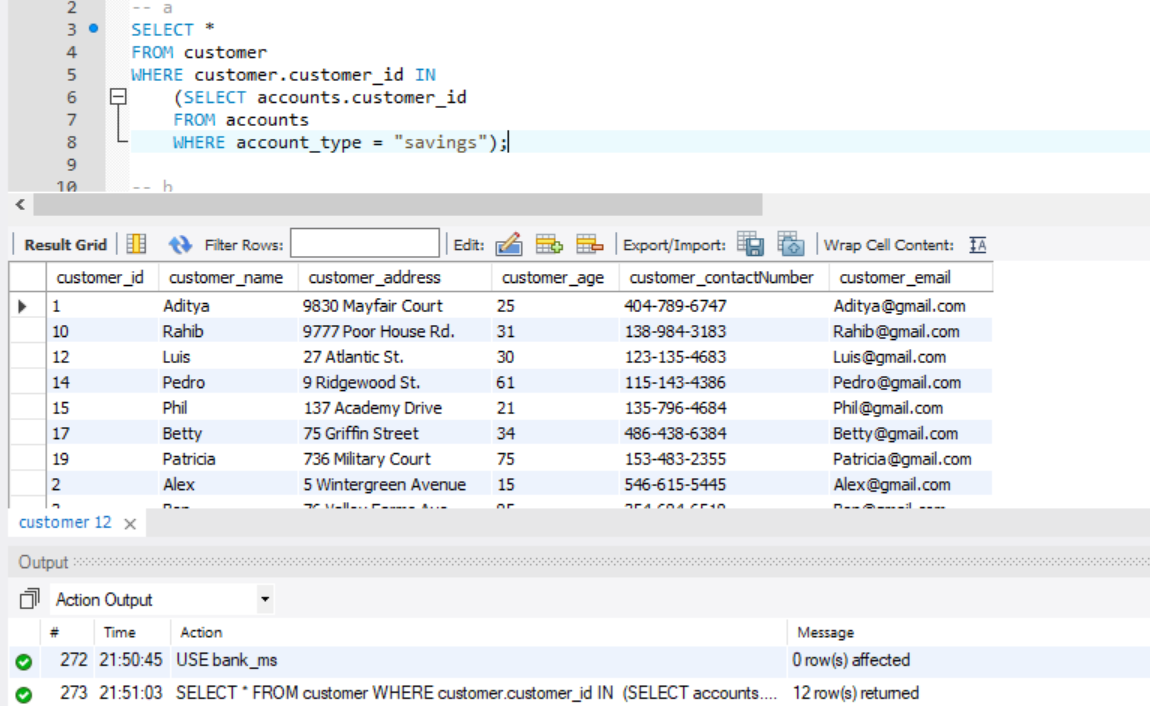 2 -- a
3 SELECT *
4 FROM customer
5 WHERE customer.customer_id IN
6 (SELECT accounts.customer_id
7 FROM accounts
8 WHERE account_type = "savings");
9
10 -- b
Result Grid Filter Rows: Edit: Export/Import: Wrap Cell Content: IA
customer_id customer_name customer_address customer_age customer_contactNumber customer_email
1 Aditya 9830 Mayfair Court 25 404-789-6747 Aditya@gmail.com
10 Rahib 9777 Poor House Rd. 31 138-984-3183 Rahib@gmail.com
12 Luis 27 Atlantic St. 30 123-135-4683 Luis@gmail.com
14 Pedro 9 Ridgewood St. 61 115-143-4386 Pedro@gmail.com
15 Phil 137 Academy Drive 21 135-796-4684 Phil@gmail.com
17 Betty 75 Griffin Street 34 486-438-6384 Betty@gmail.com
19 Patricia 736 Military Court 75 153-483-2355 Patricia@gmail.com
2 Alex 5 Wintergreen Avenue 15 546-615-5445 Alex@gmail.com
customer 12
Output
Action Output
# Time Action Message
272 21:50:45 USE bank_ms 0 row(s) affected
273 21:51:03 SELECT * FROM customer WHERE customer.customer_id IN (SELECT accounts.... 12 row(s) returned